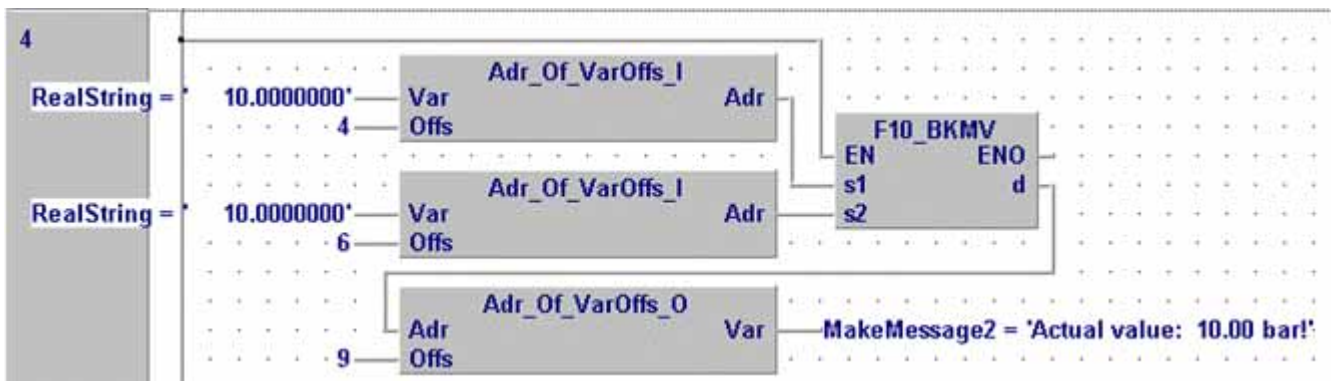 4
Adr_Of_VarOffs_I
RealString = '   10.0000000' Var Adr
4 Offs
F10_BKMV
EN ENO
s1 d
s2
Adr_Of_VarOffs_I
RealString = '   10.0000000' Var Adr
6 Offs
Adr_Of_VarOffs_O
Adr Var MakeMessage2 = 'Actual value:  10.00 bar!'
9 Offs